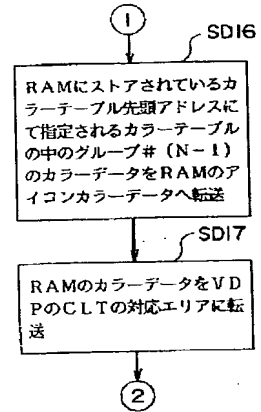 1
SD16
RAMにストアされているカ
ラーテーブル先頭アドレスに
て指定されるカラーテーブル
の中のグループ#(N-1)
のカラーデータをRAMのア
イコンカラーデータへ転送
SD17
RAMのカラーデータをVD
PのCLTの対応エリアに転
送
2